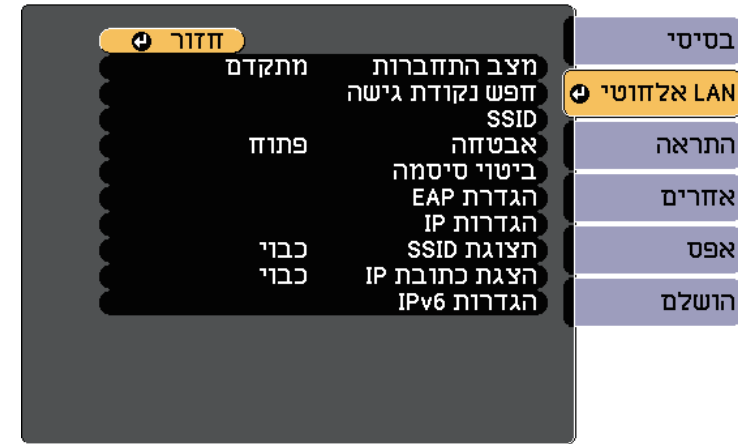 בסיסי
LAN אלחוטי
התראה
אחרים
אפס
הושלם
חזור
מצב התחברות מתקדם
חפש נקודת גישה
SSID
אבטחה פתוח
ביטוי סיסמה
הגדרת EAP
הגדרות IP
תצוגת SSID כבוי
הצגת כתובת IP כבוי
הגדרות IPv6